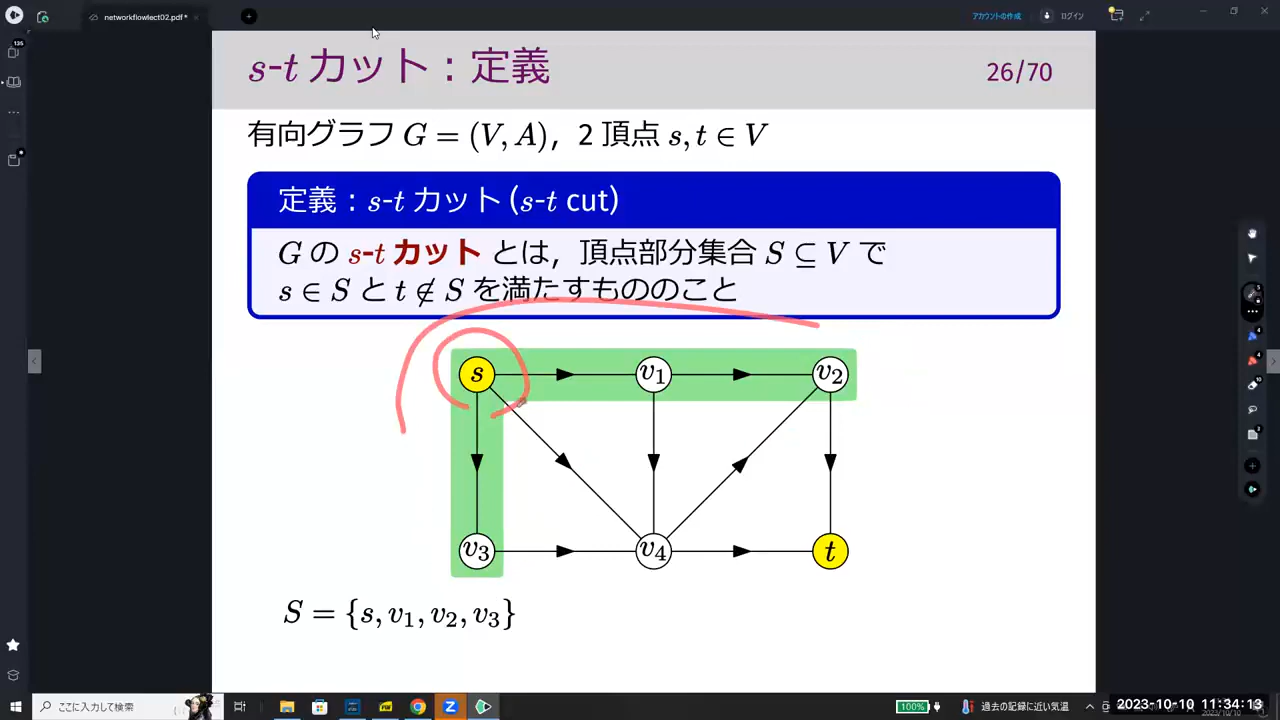 networkflowlect02.pdf *
アカウントの作成
ログイン
135
s-t カット：定義
26/70
有向グラフ G = (V, A)，2 頂点 s, t ∈ V
定義：s-t カット (s-t cut)
G の s-t カット とは，頂点部分集合 S ⊆ V で
s ∈ S と t ∉ S を満たすもののこと
s
v₁
v₂
v₃
v₄
t
S = {s, v₁, v₂, v₃}
ここに入力して検索
100%
過去の記録に近い気温
2023-10-10 11:34:13